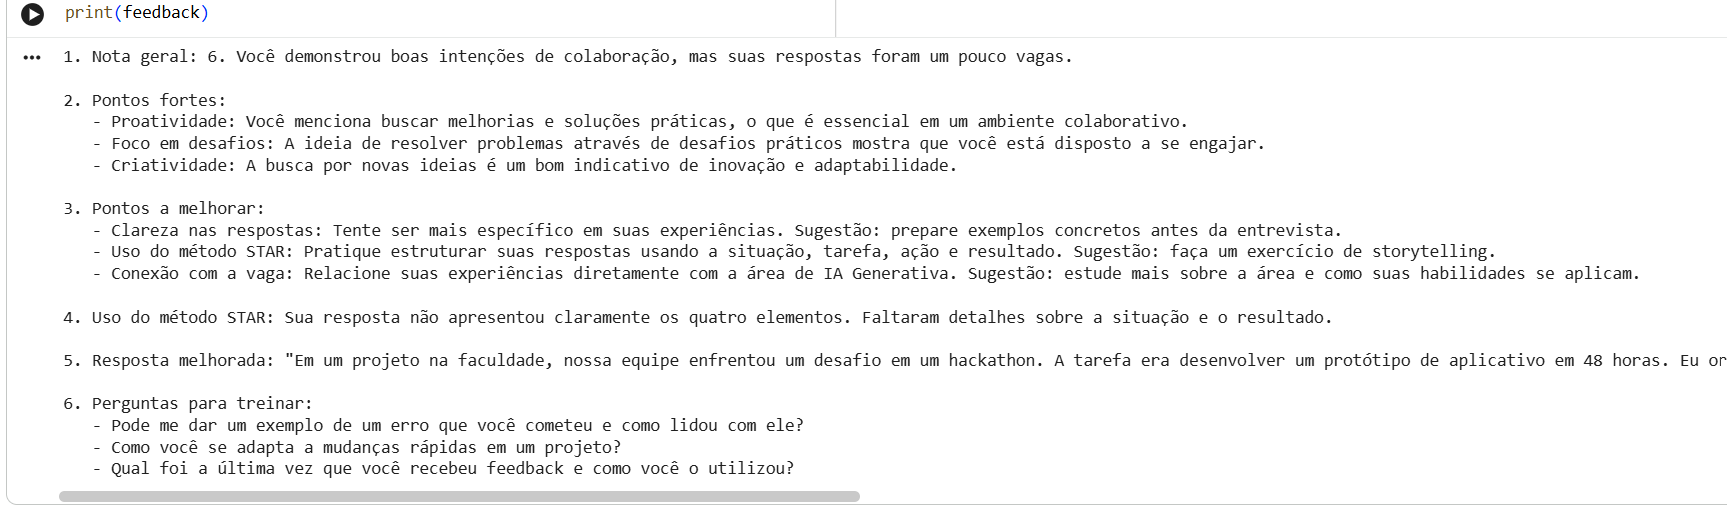 print(feedback)
1. Nota geral: 6. Você demonstrou boas intenções de colaboração, mas suas respostas foram um pouco vagas.
2. Pontos fortes:
- Proatividade: Você menciona buscar melhorias e soluções práticas, o que é essencial em um ambiente colaborativo.
- Foco em desafios: A ideia de resolver problemas através de desafios práticos mostra que você está disposto a se engajar.
- Criatividade: A busca por novas ideias é um bom indicativo de inovação e adaptabilidade.
3. Pontos a melhorar:
- Clareza nas respostas: Tente ser mais específico em suas experiências. Sugestão: prepare exemplos concretos antes da entrevista.
- Uso do método STAR: Pratique estruturar suas respostas usando a situação, tarefa, ação e resultado. Sugestão: faça um exercício de storytelling.
- Conexão com a vaga: Relacione suas experiências diretamente com a área de IA Generativa. Sugestão: estude mais sobre a área e como suas habilidades se aplicam.
4. Uso do método STAR: Sua resposta não apresentou claramente os quatro elementos. Faltaram detalhes sobre a situação e o resultado.
5. Resposta melhorada: "Em um projeto na faculdade, nossa equipe enfrentou um desafio em um hackathon. A tarefa era desenvolver um protótipo de aplicativo em 48 horas. Eu or
6. Perguntas para treinar:
- Pode me dar um exemplo de um erro que você cometeu e como lidou com ele?
- Como você se adapta a mudanças rápidas em um projeto?
- Qual foi a última vez que você recebeu feedback e como você o utilizou?